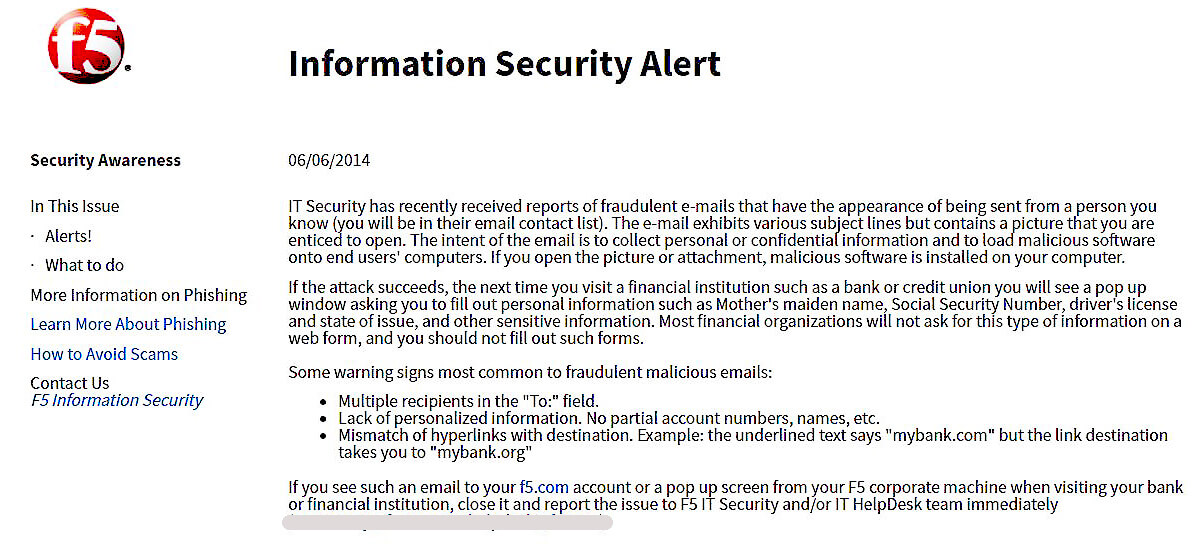 f5
Information Security Alert
Security Awareness
06/06/2014
In This Issue
· Alerts!
· What to do
More Information on Phishing
Learn More About Phishing
How to Avoid Scams
Contact Us
F5 Information Security
IT Security has recently received reports of fraudulent e-mails that have the appearance of being sent from a person you
know (you will be in their email contact list). The e-mail exhibits various subject lines but contains a picture that you are
enticed to open. The intent of the email is to collect personal or confidential information and to load malicious software
onto end users' computers. If you open the picture or attachment, malicious software is installed on your computer.
If the attack succeeds, the next time you visit a financial institution such as a bank or credit union you will see a pop up
window asking you to fill out personal information such as Mother's maiden name, Social Security Number, driver's license
and state of issue, and other sensitive information. Most financial organizations will not ask for this type of information on a
web form, and you should not fill out such forms.
Some warning signs most common to fraudulent malicious emails:
• Multiple recipients in the "To:" field.
• Lack of personalized information. No partial account numbers, names, etc.
• Mismatch of hyperlinks with destination. Example: the underlined text says "mybank.com" but the link destination
takes you to "mybank.org"
If you see such an email to your f5.com account or a pop up screen from your F5 corporate machine when visiting your bank
or financial institution, close it and report the issue to F5 IT Security and/or IT HelpDesk team immediately